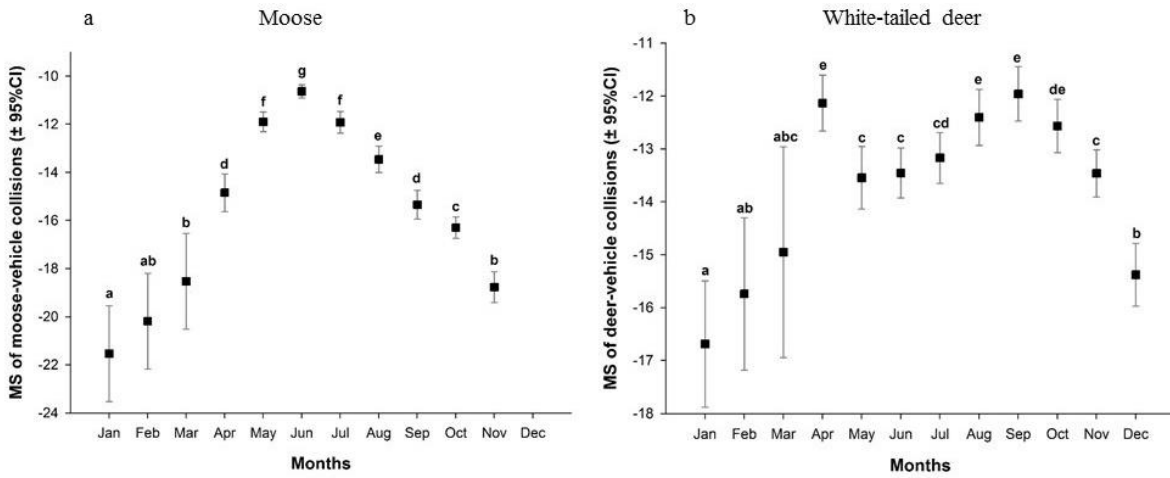 a Moose
MS of moose-vehicle collisions (± 95%CI)
-10
-12
-14
-16
-18
-20
-22
-24
a
ab
b
d
f
g
f
e
d
c
b
Jan Feb Mar Apr May Jun Jul Aug Sep Oct Nov Dec
Months
b White-tailed deer
MS of deer-vehicle collisions (± 95%CI)
-11
-12
-13
-14
-15
-16
-17
-18
a
ab
abc
e
c
c
cd
e
e
de
c
b
Jan Feb Mar Apr May Jun Jul Aug Sep Oct Nov Dec
Months